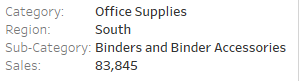 Category: Office Supplies
Region: South
Sub-Category: Binders and Binder Accessories
Sales: 83,845